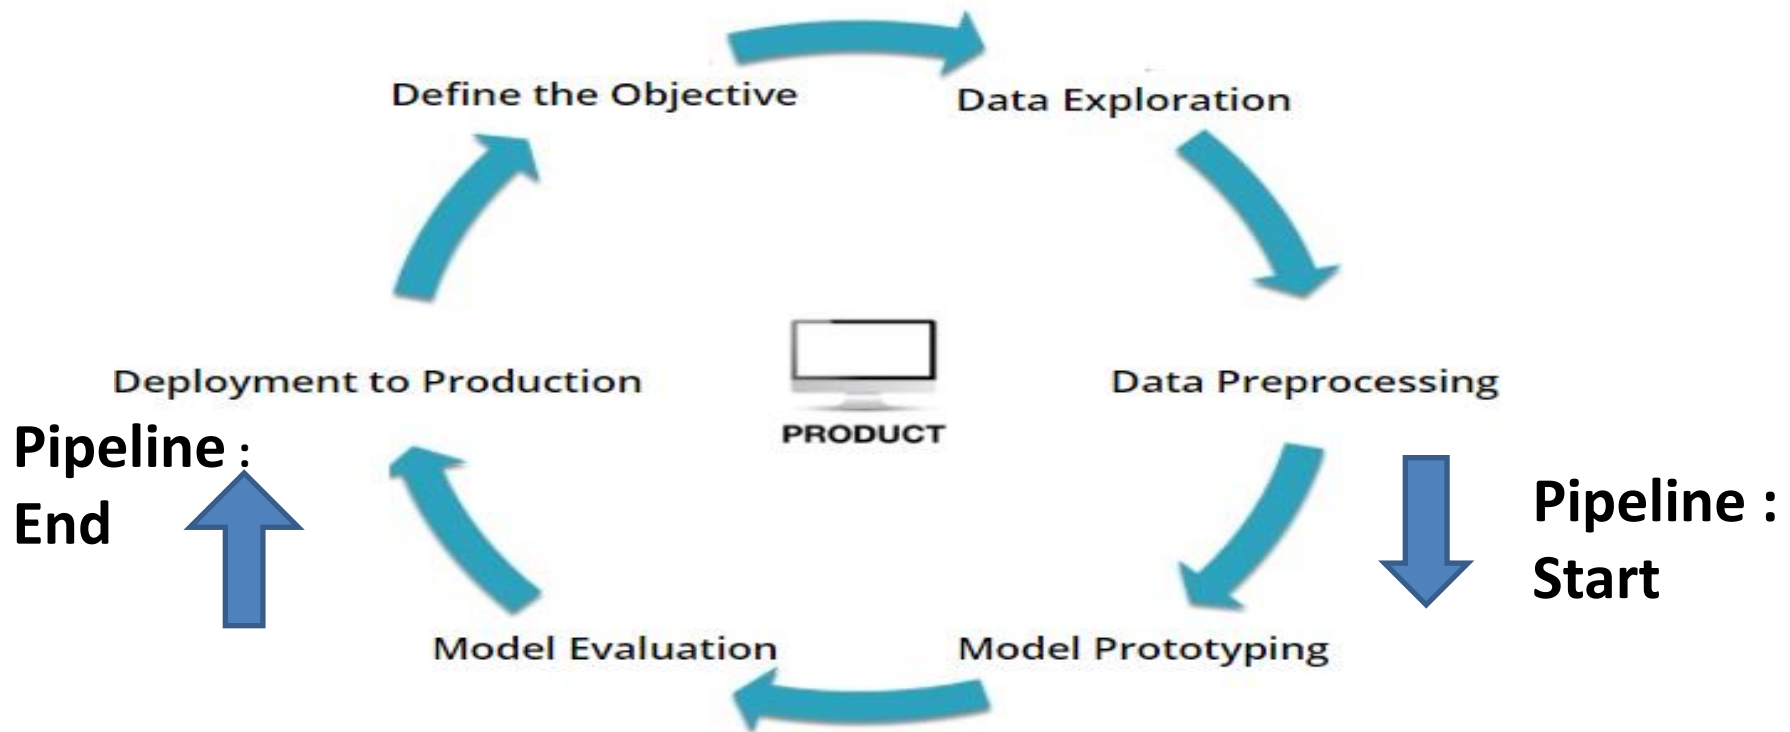 Define the Objective
Data Exploration
Deployment to Production
Data Preprocessing
PRODUCT
Pipeline :
End
Pipeline :
Start
Model Evaluation
Model Prototyping